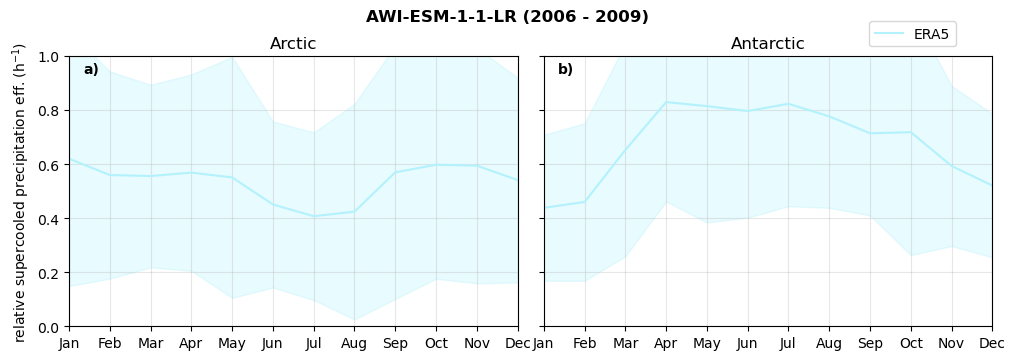 AWI-ESM-1-1-LR (2006 - 2009)
ERA5
Arctic
Antarctic
relative supercooled precipitation eff. (h⁻¹)
a)
b)
1.0
0.8
0.6
0.4
0.2
0.0
Jan Feb Mar Apr May Jun Jul Aug Sep Oct Nov Dec
Jan Feb Mar Apr May Jun Jul Aug Sep Oct Nov Dec